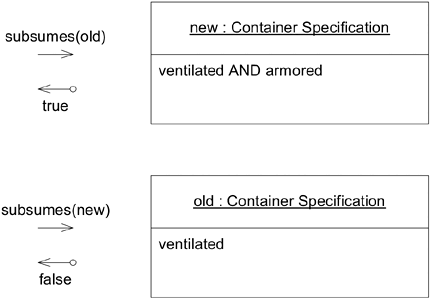 subsumes(old)
true
new : Container Specification
ventilated AND armored
subsumes(new)
false
old : Container Specification
ventilated